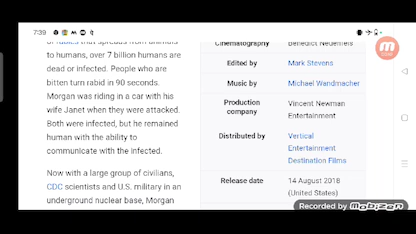 7:39
of rabies that spreads from animals
to humans, over 7 billion humans are
dead or infected. People who are
bitten turn rabid in 90 seconds.
Morgan was riding in a car with his
wife Janet when they were attacked.
Both were infected, but he remained
human with the ability to
communicate with the infected.
Now with a large group of civilians,
CDC scientists and U.S. military in an
underground nuclear base, Morgan
Cinematography Benedict Neuenfels
Edited by Mark Stevens
Music by Michael Wandmacher
Production company Vincent Newman
Entertainment
Distributed by Vertical
Entertainment
Destination Films
Release date 14 August 2018
(United States)
Recorded by Mobizen